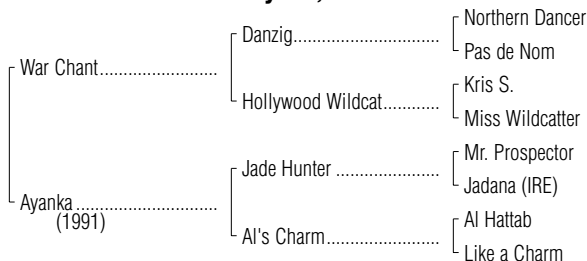 Northern Dancer
Danzig
Pas de Nom
War Chant
Kris S.
Hollywood Wildcat
Miss Wildcatter
Mr. Prospector
Jade Hunter
Jadana (IRE)
Ayanka
(1991)
Al Hattab
Al's Charm
Like a Charm